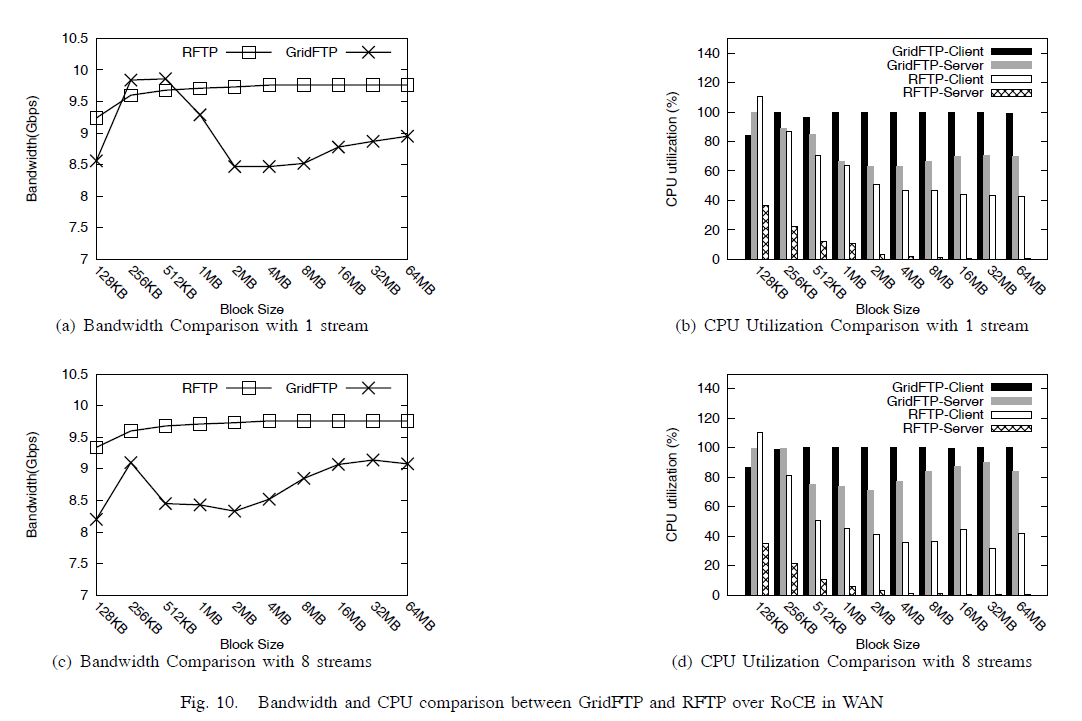 10.5
10
9.5
9
8.5
8
7.5
7
Bandwidth(Gbps)
RFTP GridFTP
128KB 256KB 512KB 1MB 2MB 4MB 8MB 16MB 32MB 64MB
Block Size
(a) Bandwidth Comparison with 1 stream
140
120
100
80
60
40
20
0
CPU utilization (%)
GridFTP-Client
GridFTP-Server
RFTP-Client
RFTP-Server
128KB 256KB 512KB 1MB 2MB 4MB 8MB 16MB 32MB 64MB
Block Size
(b) CPU Utilization Comparison with 1 stream
10.5
10
9.5
9
8.5
8
7.5
7
Bandwidth(Gbps)
RFTP GridFTP
128KB 256KB 512KB 1MB 2MB 4MB 8MB 16MB 32MB 64MB
Block Size
(c) Bandwidth Comparison with 8 streams
140
120
100
80
60
40
20
0
CPU utilization (%)
GridFTP-Client
GridFTP-Server
RFTP-Client
RFTP-Server
128KB 256KB 512KB 1MB 2MB 4MB 8MB 16MB 32MB 64MB
Block Size
(d) CPU Utilization Comparison with 8 streams
Fig. 10. Bandwidth and CPU comparison between GridFTP and RFTP over RoCE in WAN